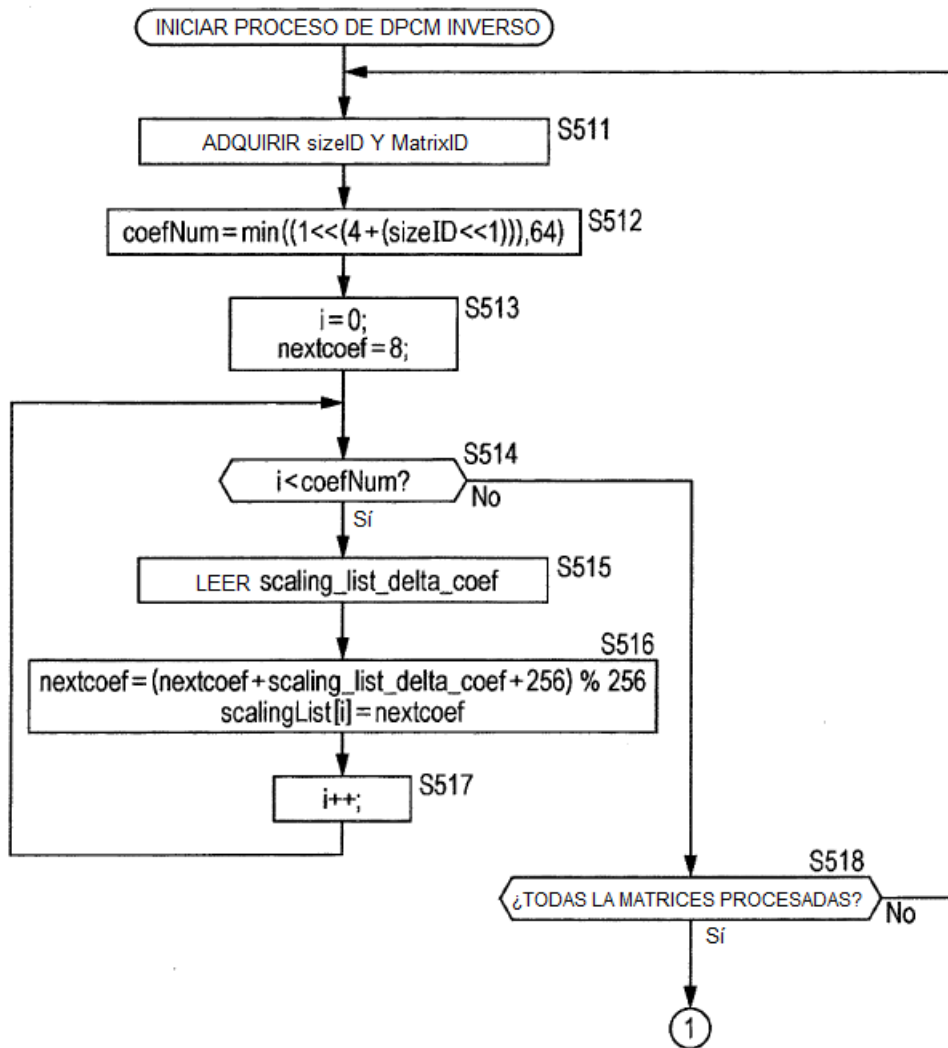 INICIAR PROCESO DE DPCM INVERSO
ADQUIRIR sizeID Y MatrixID
S511
coefNum=min((1<<(4+(sizeID<<1))),64)
S512
i=0;
nextcoef=8;
S513
i<coefNum?
S514
No
Sí
LEER scaling_list_delta_coef
S515
S516
nextcoef=(nextcoef+scaling_list_delta_coef+256) % 256
scalingList[i]=nextcoef
i++;
S517
S518
¿TODAS LA MATRICES PROCESADAS?
No
Sí
1